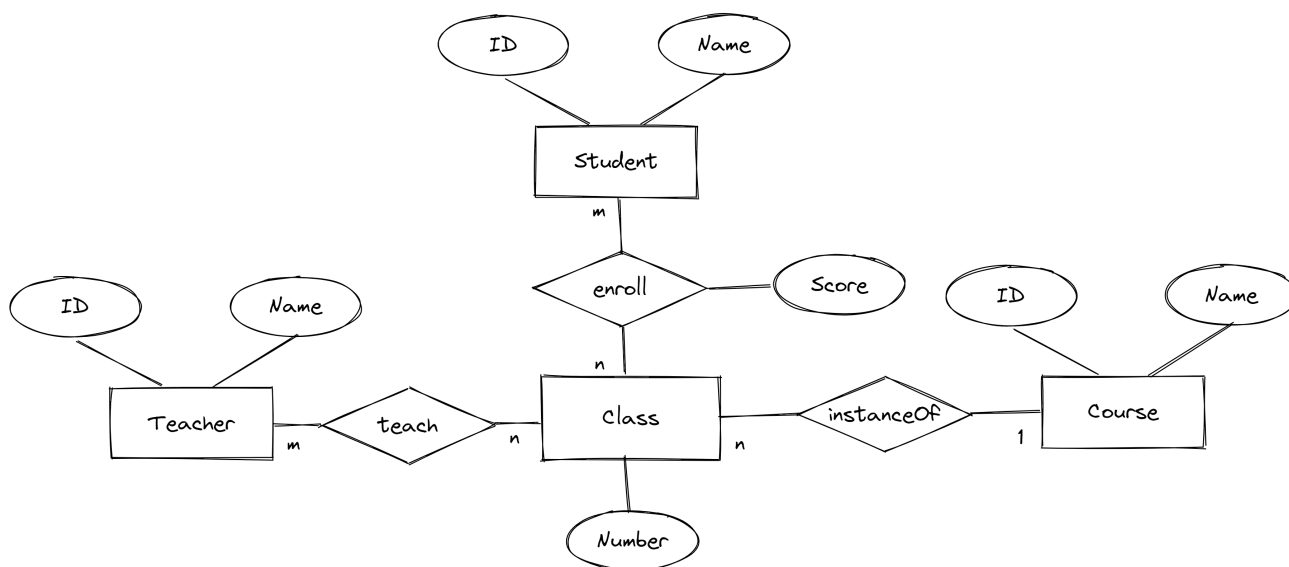 ID
Name
Student
m
enroll
Score
n
ID
Name
Teacher
m
teach
n
Class
Number
n
instanceOf
1
ID
Name
Course